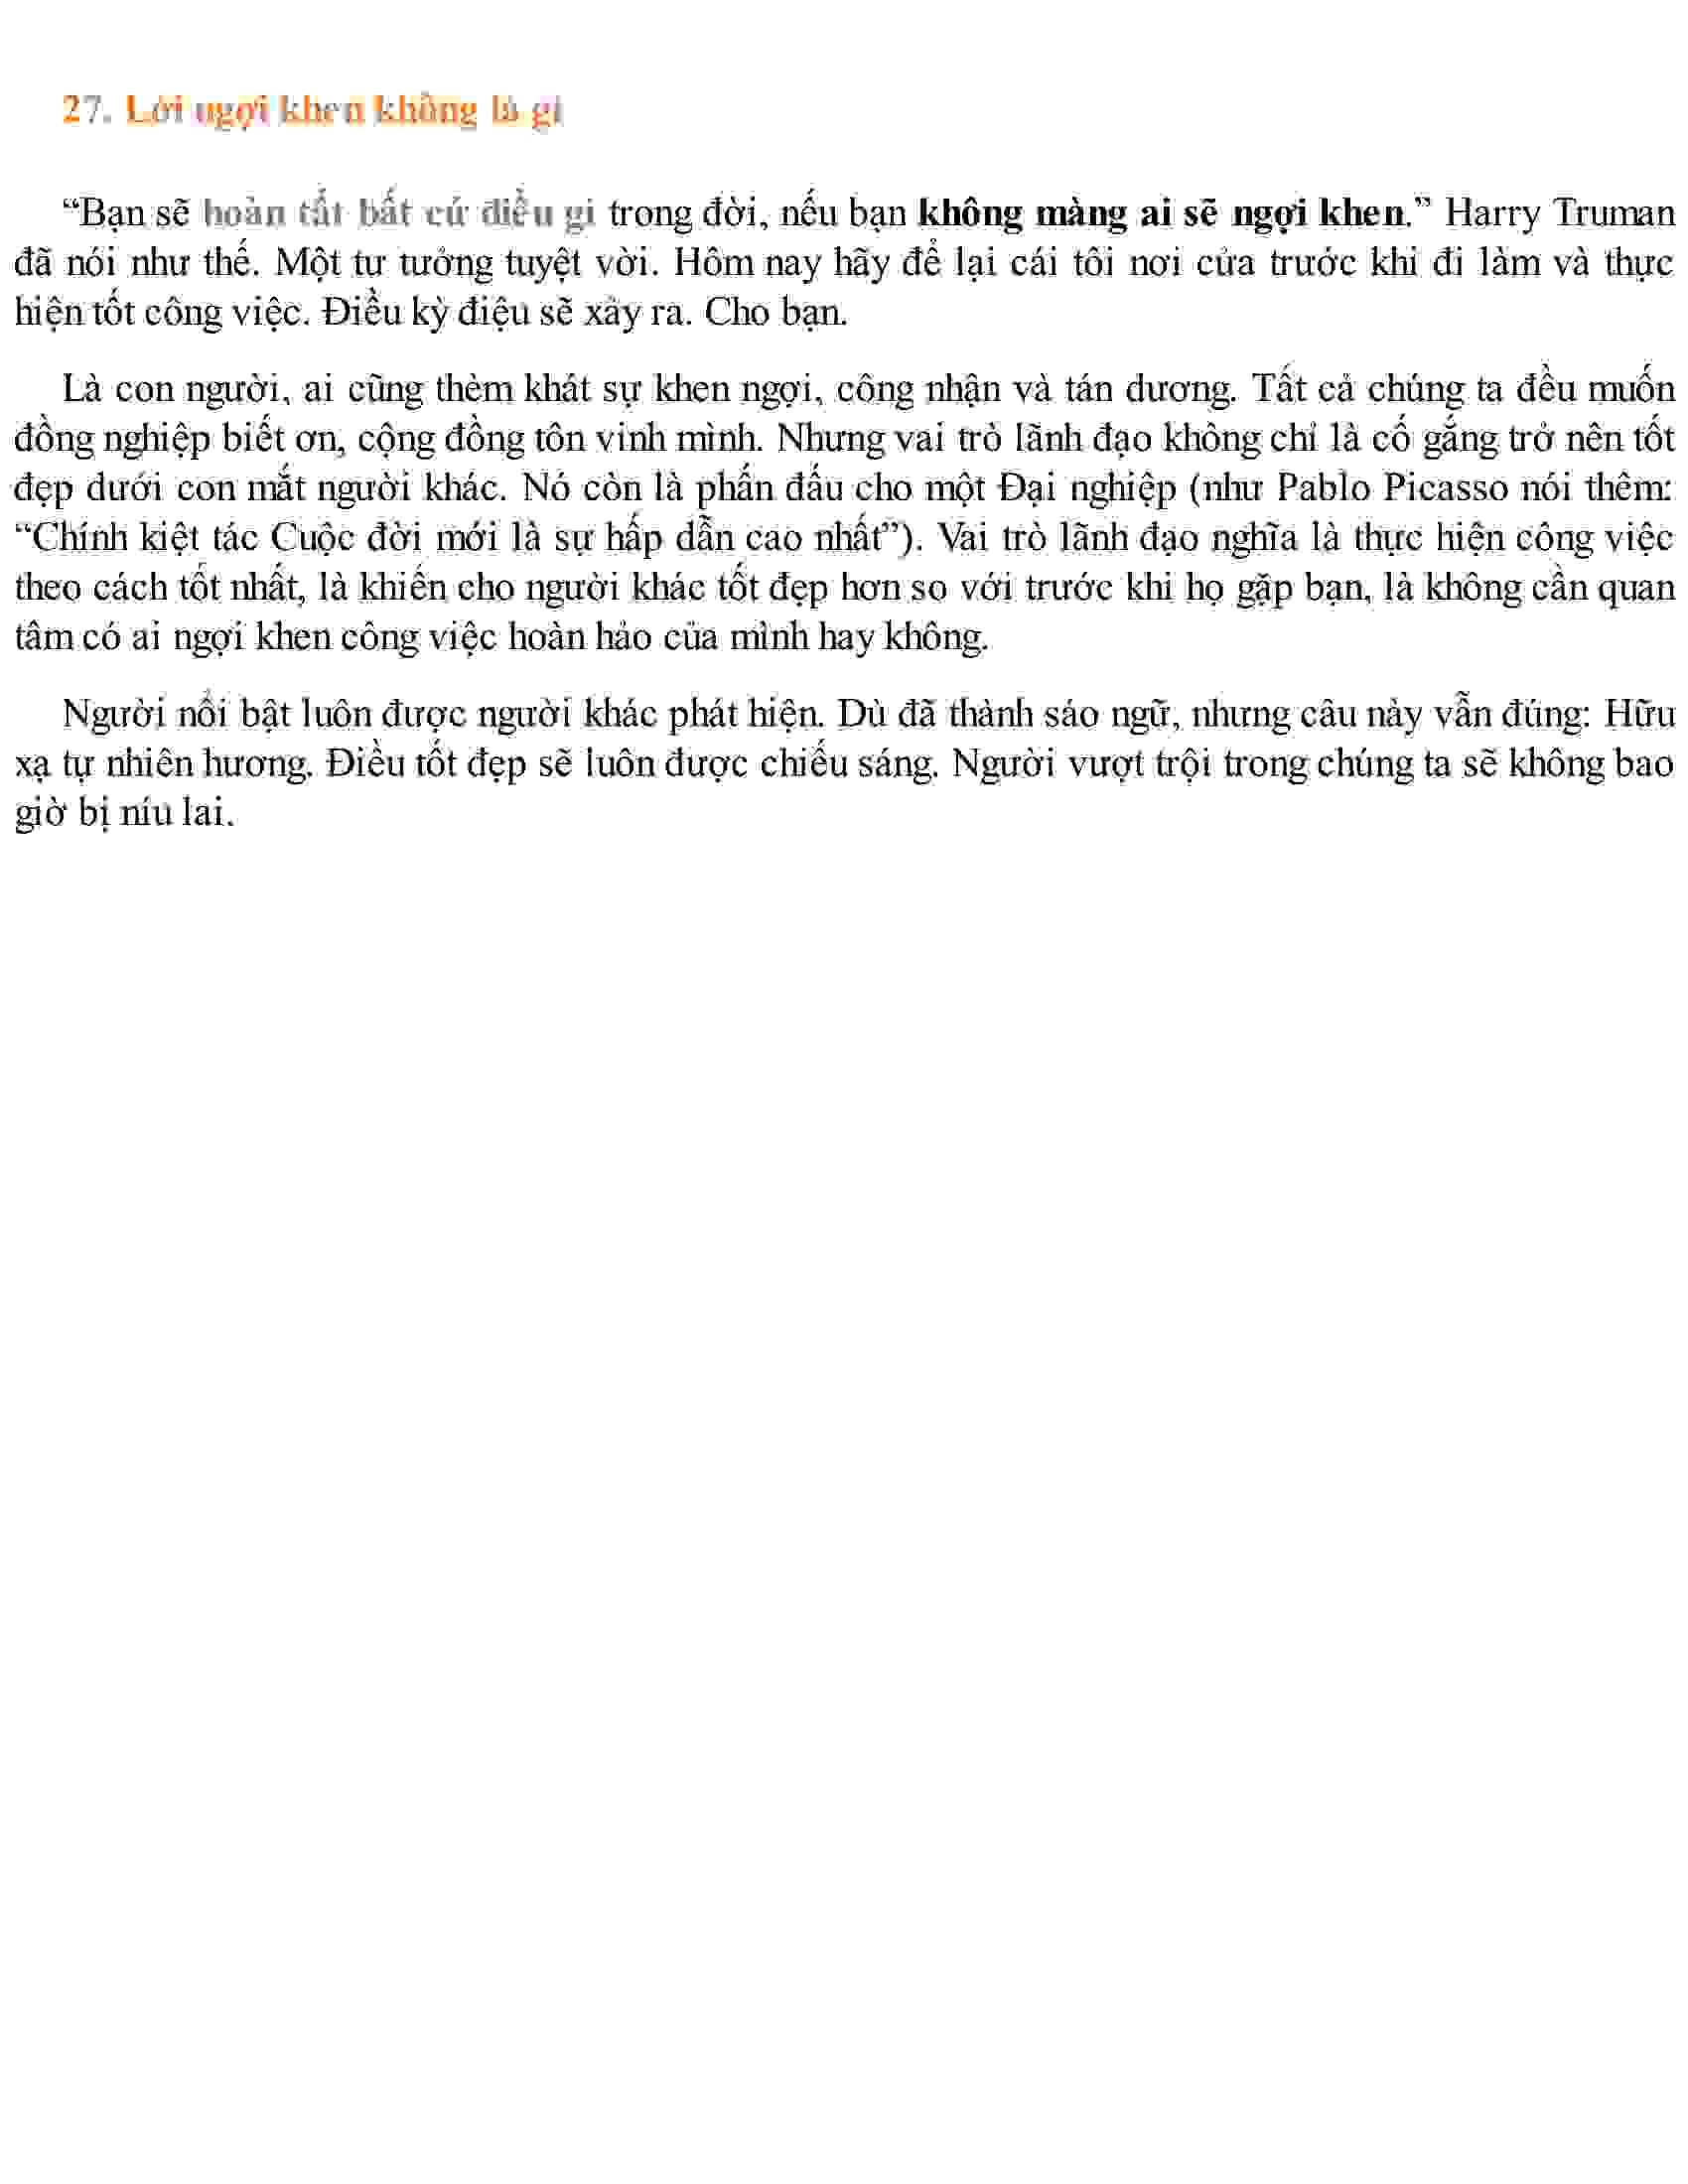 27. Lời ngợi khen không là gì
“Bạn sẽ hoàn tất bất cứ điều gì trong đời, nếu bạn không màng ai sẽ ngợi khen.” Harry Truman
đã nói như thế. Một tư tưởng tuyệt vời. Hôm nay hãy để lại cái tôi nơi cửa trước khi đi làm và thực
hiện tốt công việc. Điều kỳ điệu sẽ xảy ra. Cho bạn.
Là con người, ai cũng thèm khát sự khen ngợi, công nhận và tán dương. Tất cả chúng ta đều muốn
đồng nghiệp biết ơn, cộng đồng tôn vinh mình. Nhưng vai trò lãnh đạo không chỉ là cố gắng trở nên tốt
đẹp dưới con mắt người khác. Nó còn là phấn đấu cho một Đại nghiệp (như Pablo Picasso nói thêm:
“Chính kiệt tác Cuộc đời mới là sự hấp dẫn cao nhất”). Vai trò lãnh đạo nghĩa là thực hiện công việc
theo cách tốt nhất, là khiến cho người khác tốt đẹp hơn so với trước khi họ gặp bạn, là không cần quan
tâm có ai ngợi khen công việc hoàn hảo của mình hay không.
Người nổi bật luôn được người khác phát hiện. Dù đã thành sáo ngữ, nhưng câu này vẫn đúng: Hữu
xạ tự nhiên hương. Điều tốt đẹp sẽ luôn được chiếu sáng. Người vượt trội trong chúng ta sẽ không bao
giờ bị níu lai.